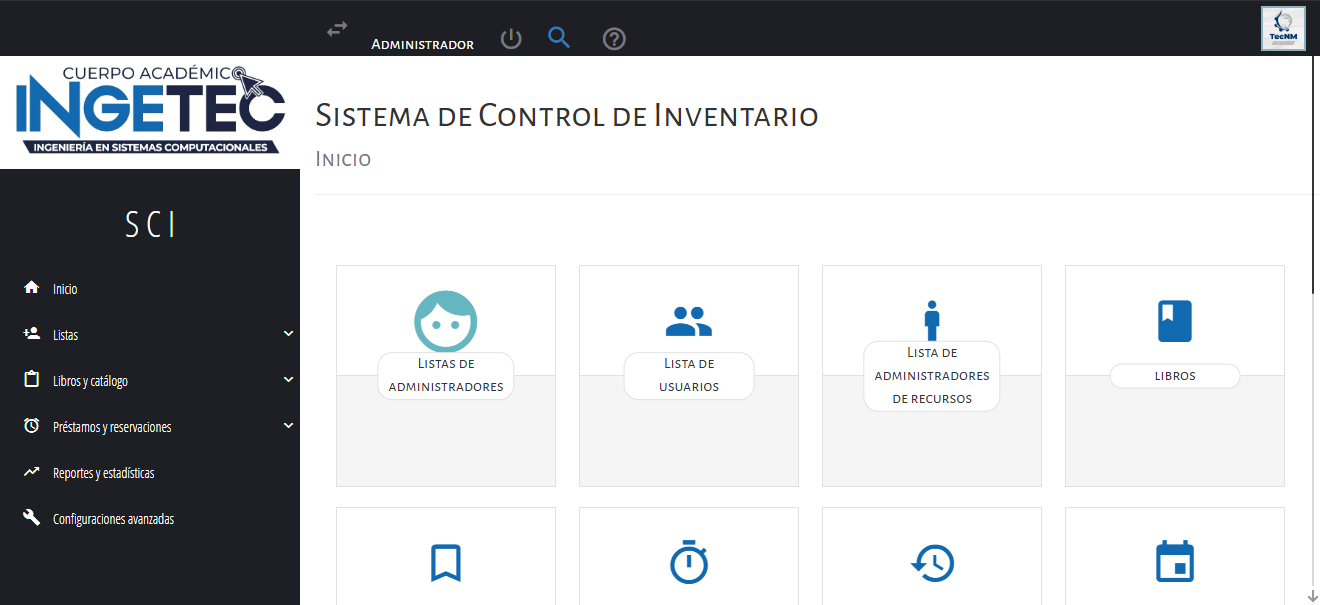 ADMINISTRADOR
TecNM
CUERPO ACADÉMICO
INGETEC
INGENIERÍA EN SISTEMAS COMPUTACIONALES
SISTEMA DE CONTROL DE INVENTARIO
INICIO
SCI
Inicio
Listas
Libros y catálogo
Préstamos y reservaciones
Reportes y estadísticas
Configuraciones avanzadas
LISTAS DE
ADMINISTRADORES
LISTA DE
USUARIOS
LISTA DE
ADMINISTRADORES
DE RECURSOS
LIBROS